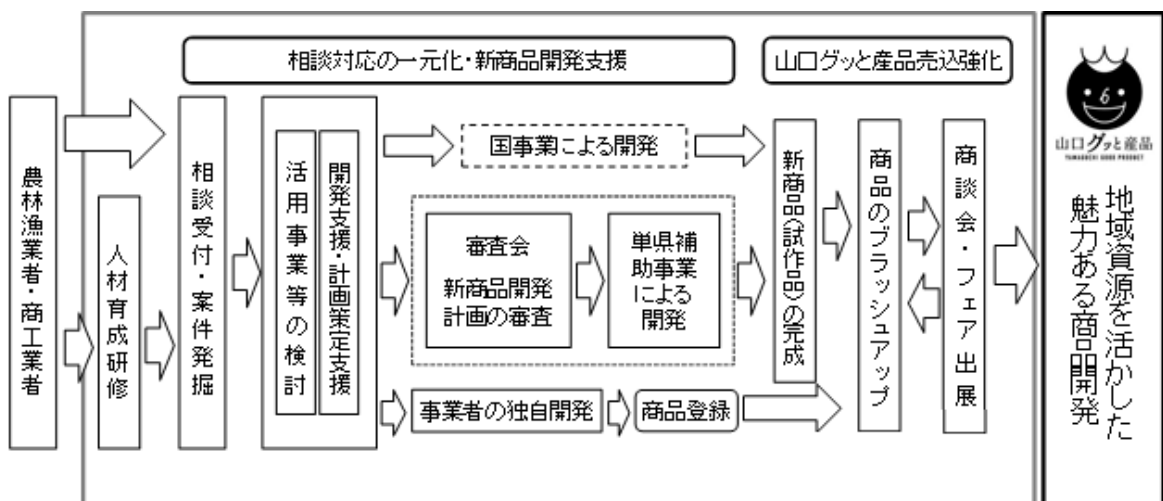 相談対応の一元化・新商品開発支援
山口グッと産品売込強化
農林漁業者・商工業者
人材育成研修
相談受付・案件発掘
活用事業等の検討
開発支援・計画策定支援
国事業による開発
審査会
新商品開発
計画の審査
単県補
助事業
による
開発
事業者の独自開発
商品登録
新商品(試作品)の完成
商品のブラッシュアップ
商談会・フェア出展
6
山口グッと産品
YAMAGUCHI GOOD PRODUCT
地域資源を活かした
魅力ある商品開発